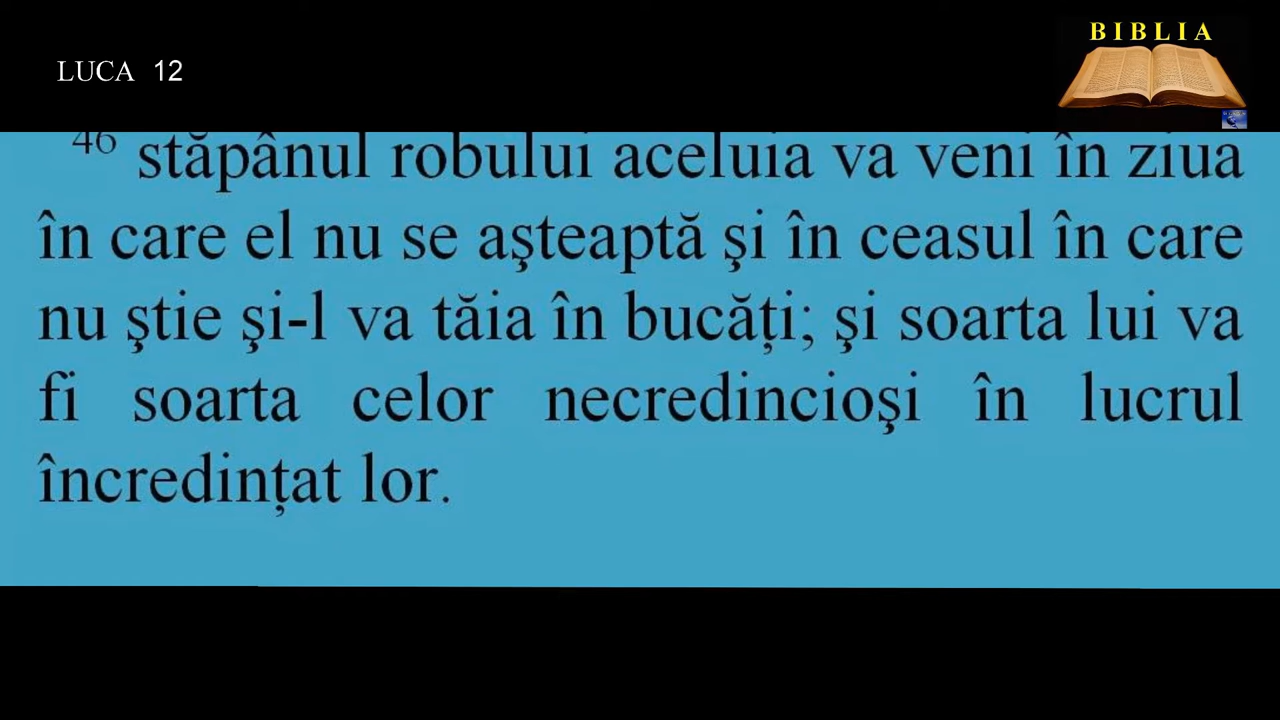 BIBLIA
LUCA 12
46 stăpânul robului aceluia va veni în ziua
în care el nu se aşteaptă şi în ceasul în care
nu ştie şi-l va tăia în bucăţi; şi soarta lui va
fi soarta celor necredincioşi în lucrul
încredinţat lor.